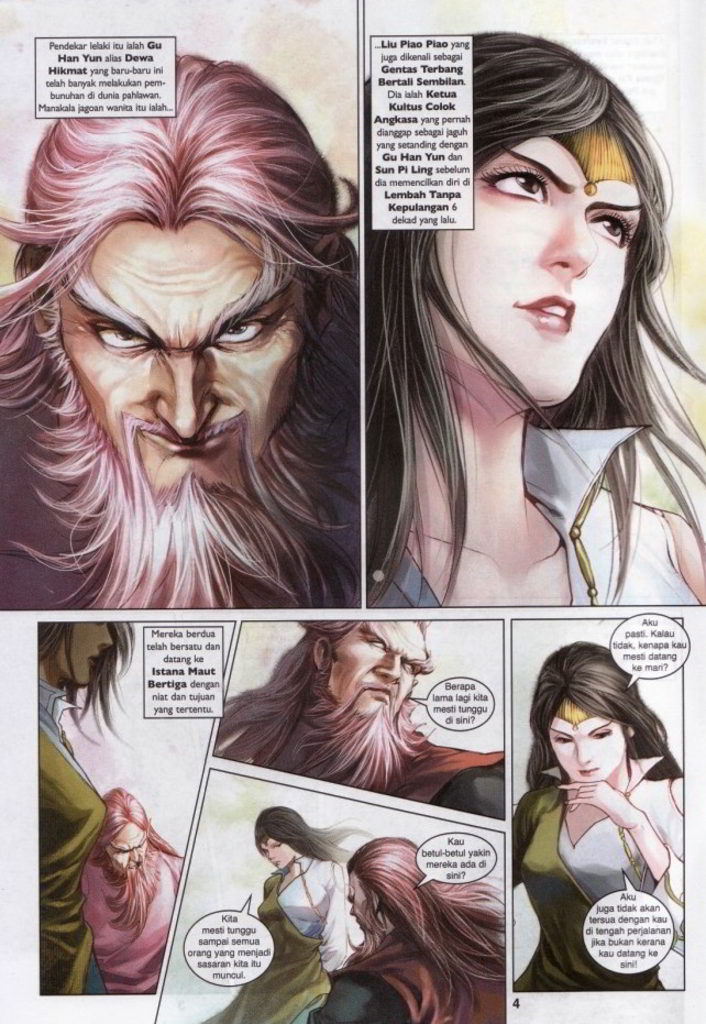 Pendekar lelaki itu ialah Gu
Han Yun alias Dewa
Hikmat yang baru-baru ini
telah banyak melakukan pem-
bunuhan di dunia pahlawan.
Manakala jagoan wanita itu ialah...
...Liu Piao Piao yang
juga dikenali sebagai
Gentas Terbang
Bertali Sembilan.
Dia ialah Ketua
Kultus Colok
Angkasa yang pernah
dianggap sebagai jaguh
yang setanding dengan
Gu Han Yun dan
Sun Pi Ling sebelum
dia memencilkan diri di
Lembah Tanpa
Kepulangan 6
dekad yang lalu.
Mereka berdua
telah bersatu dan
datang ke
Istana Maut
Bertiga dengan
niat dan tujuan
yang tertentu.
Berapa
lama lagi kita
mesti tunggu
di sini?
Kita
mesti tunggu
sampai semua
orang yang menjadi
sasaran kita itu
muncul.
Kau
betul-betul yakin
mereka ada di
sini?
Aku
pasti. Kalau
tidak, kenapa kau
mesti datang
ke mari?
Aku
juga tidak akan
tersua dengan kau
di tengah perjalanan
jika bukan kerana
kau datang ke
sini!
4